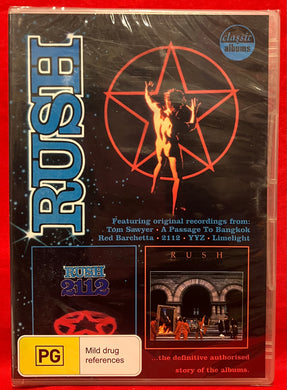 classic
albums
RUSH
Featuring original recordings from:
Tom Sawyer • A Passage To Bangkok
Red Barchetta • 2112 • YYZ • Limelight
RUSH
2112
RUSH
...the definitive authorised
story of the albums.
PG
Mild drug
references